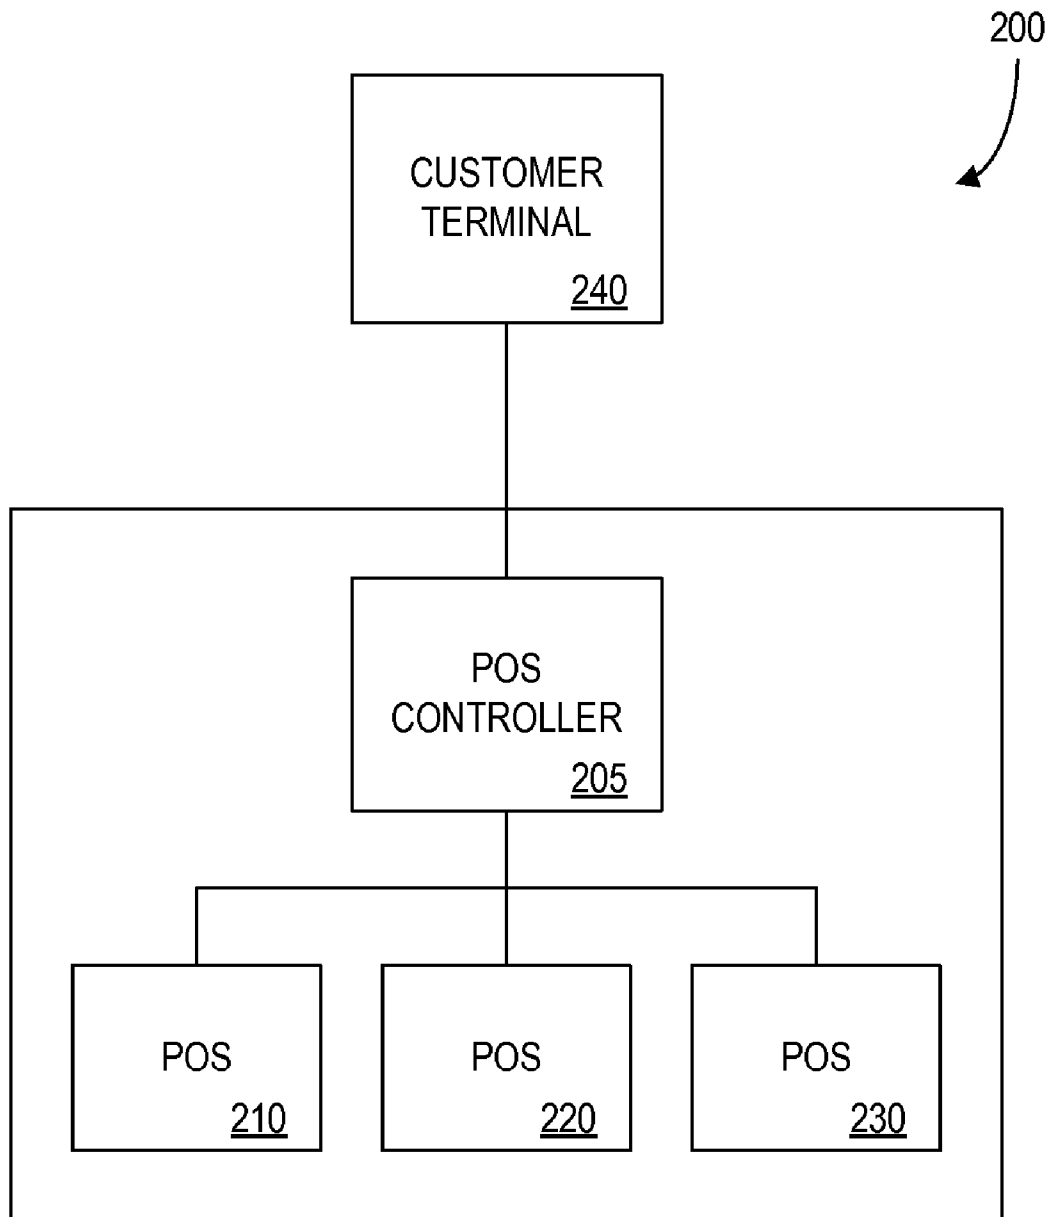 200
CUSTOMER
TERMINAL
240
POS
CONTROLLER
205
POS
210
POS
220
POS
230